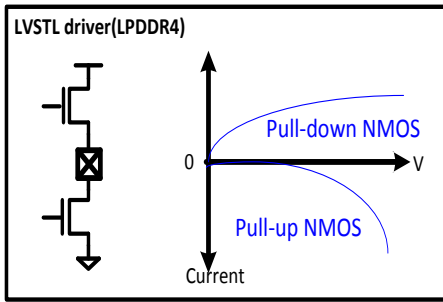 LVSTL driver(LPDDR4)
Pull-down NMOS
0
V
Pull-up NMOS
Current